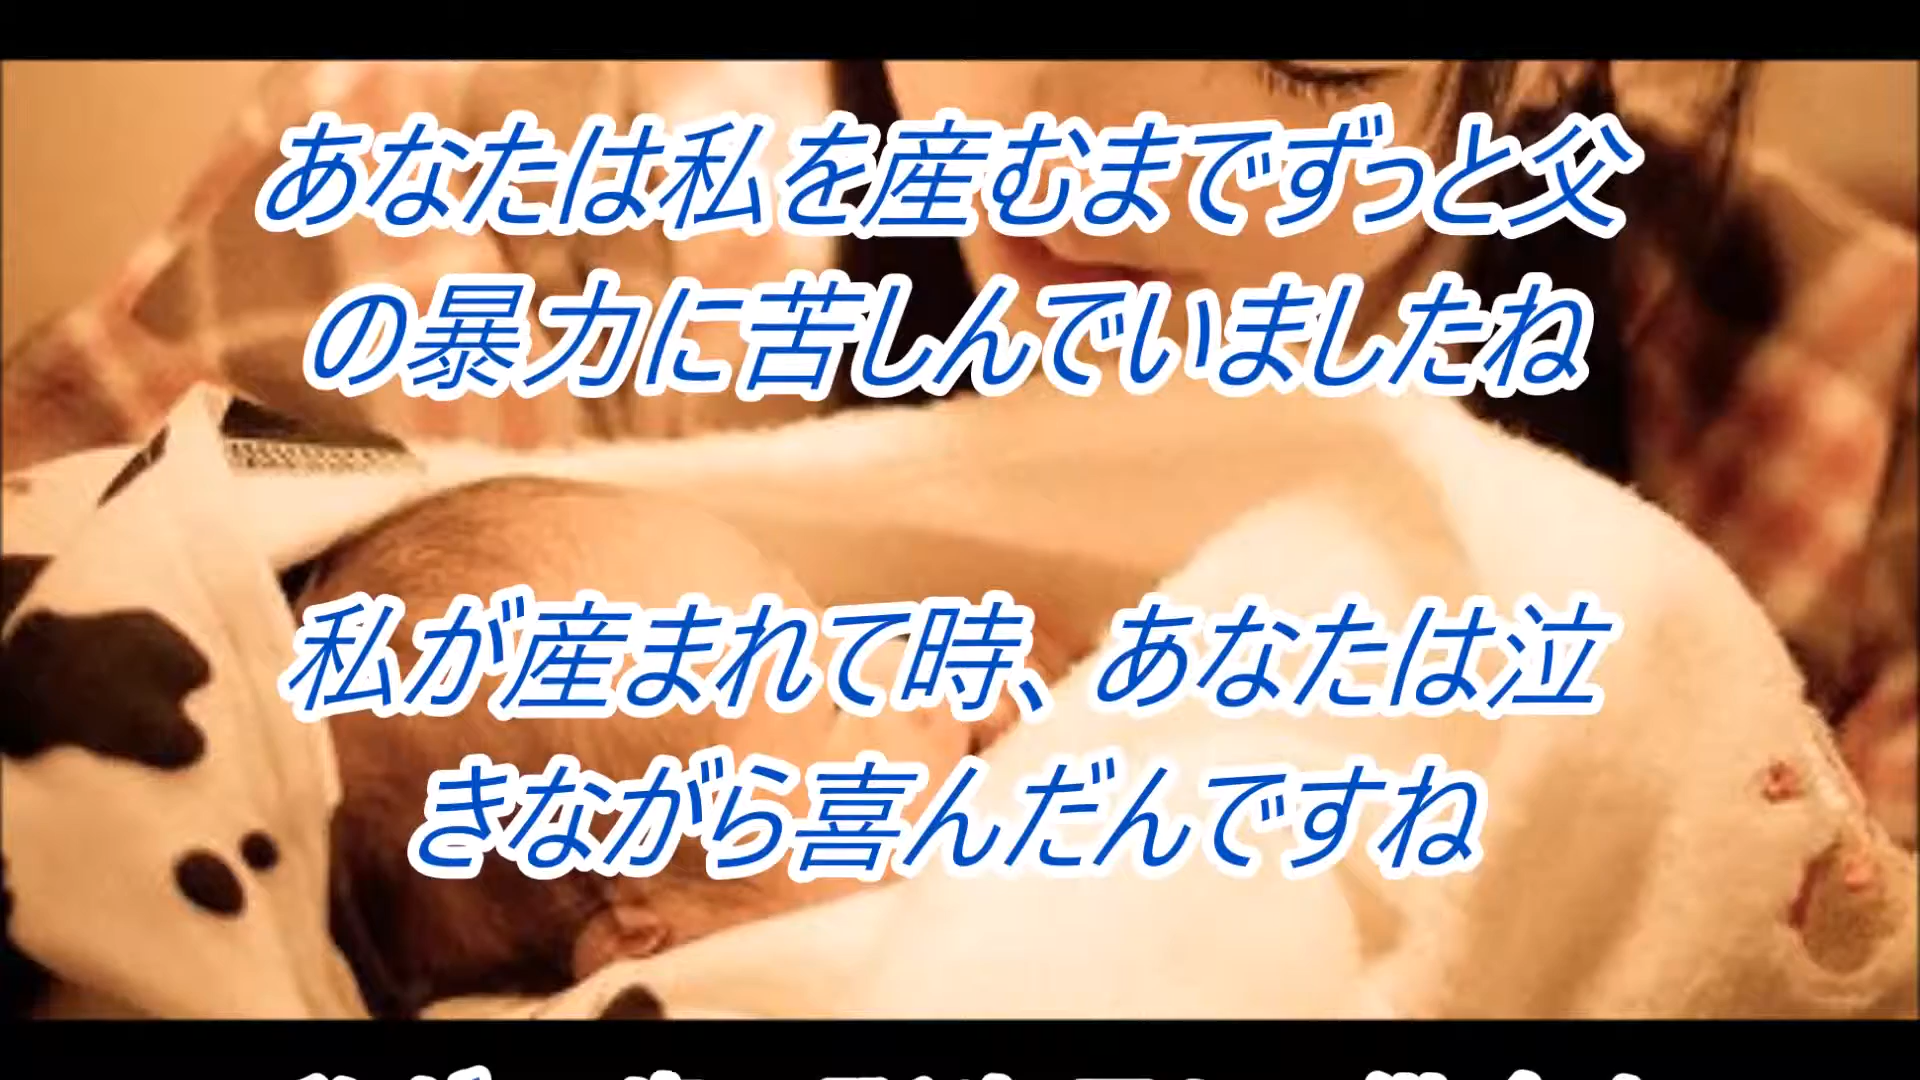 あなたは私を産むまでずっと父
の暴力に苦しんでいましたね
私が産まれて時、あなたは泣
きながら喜んだんですね